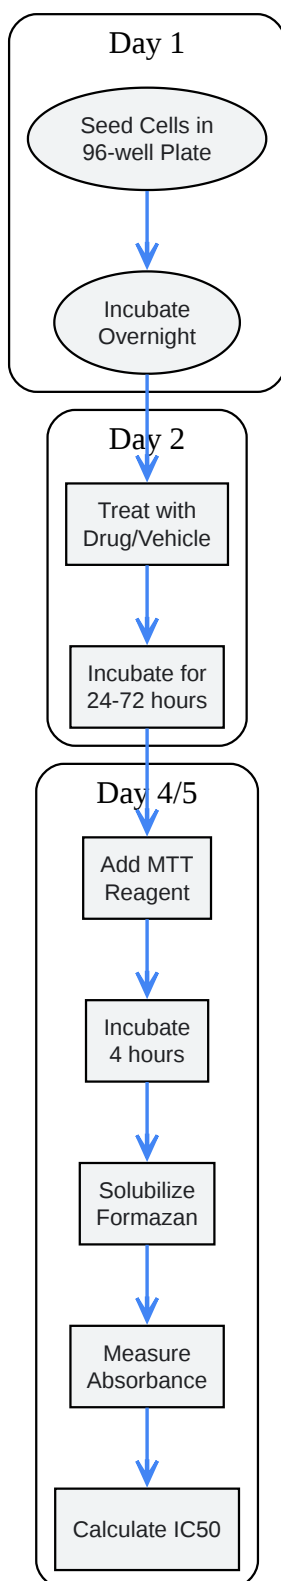 Day 1
Seed Cells in
96-well Plate
Incubate
Overnight
Day 2
Treat with
Drug/Vehicle
Incubate for
24-72 hours
Day 4/5
Add MTT
Reagent
Incubate
4 hours
Solubilize
Formazan
Measure
Absorbance
Calculate IC50